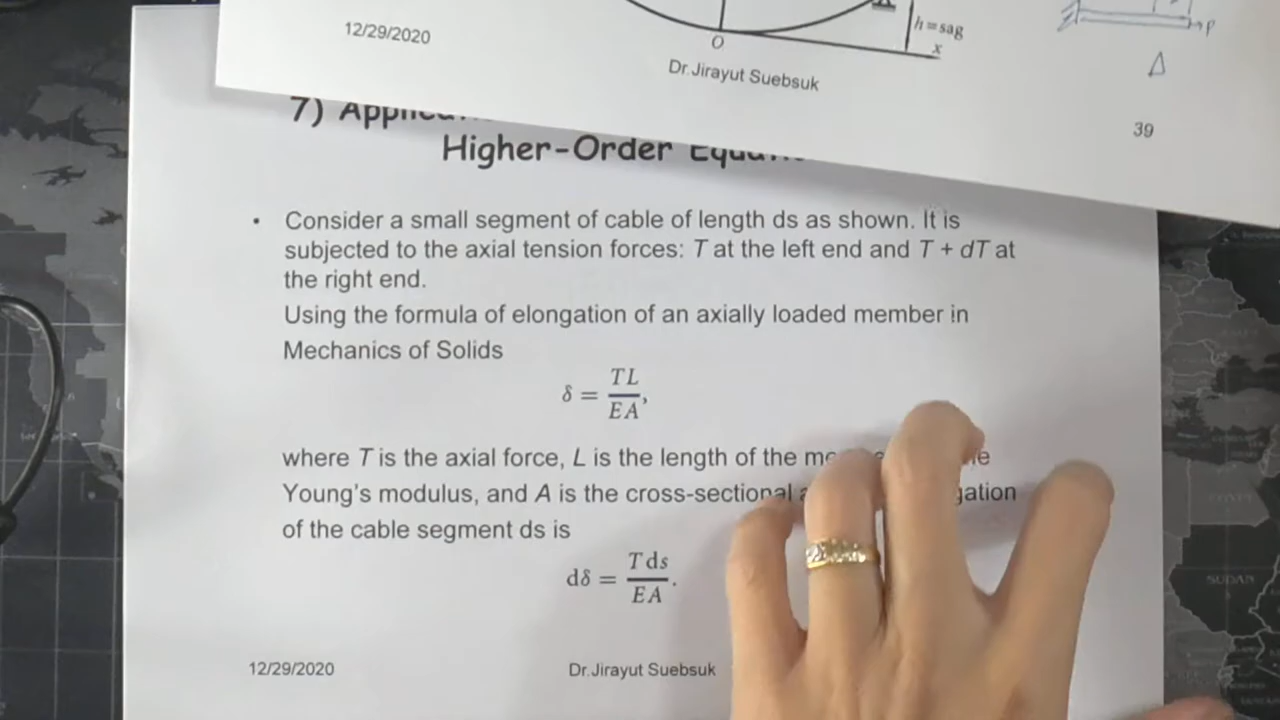 12/29/2020
O
h=sag
x
P
Δ
Dr.Jirayut Suebsuk
39
7)
Higher-Order
• Consider a small segment of cable of length ds as shown. It is
subjected to the axial tension forces: T at the left end and T + dT at
the right end.
Using the formula of elongation of an axially loaded member in
Mechanics of Solids
δ = TL/EA,
where T is the axial force, L is the length of the
Young's modulus, and A is the cross-sectional
of the cable segment ds is
dδ = T ds/EA.
12/29/2020
Dr.Jirayut Suebsuk
SUDAN